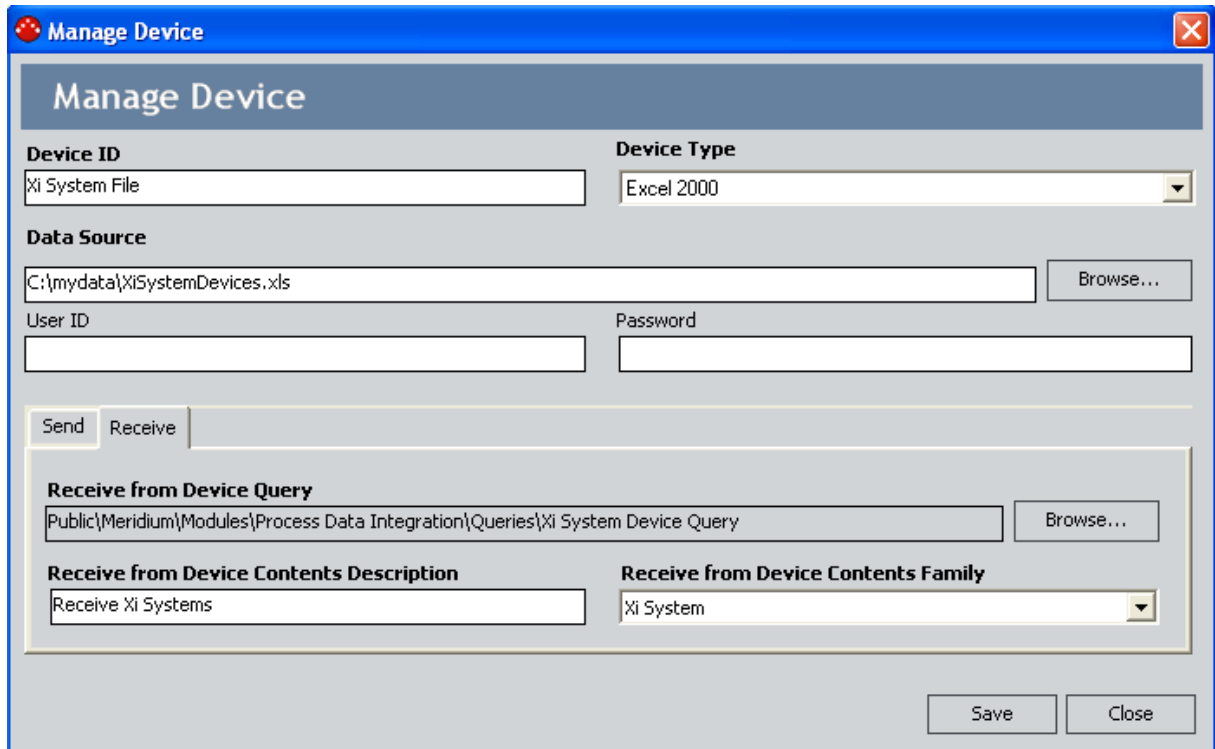 Manage Device
Manage Device
Device ID
Device Type
Xi System File
Excel 2000
Data Source
C:\mydata\XiSystemDevices.xls
Browse...
User ID
Password
Send
Receive
Receive from Device Query
Public\Meridium\Modules\Process Data Integration\Queries\Xi System Device Query
Browse...
Receive from Device Contents Description
Receive from Device Contents Family
Receive Xi Systems
Xi System
Save
Close